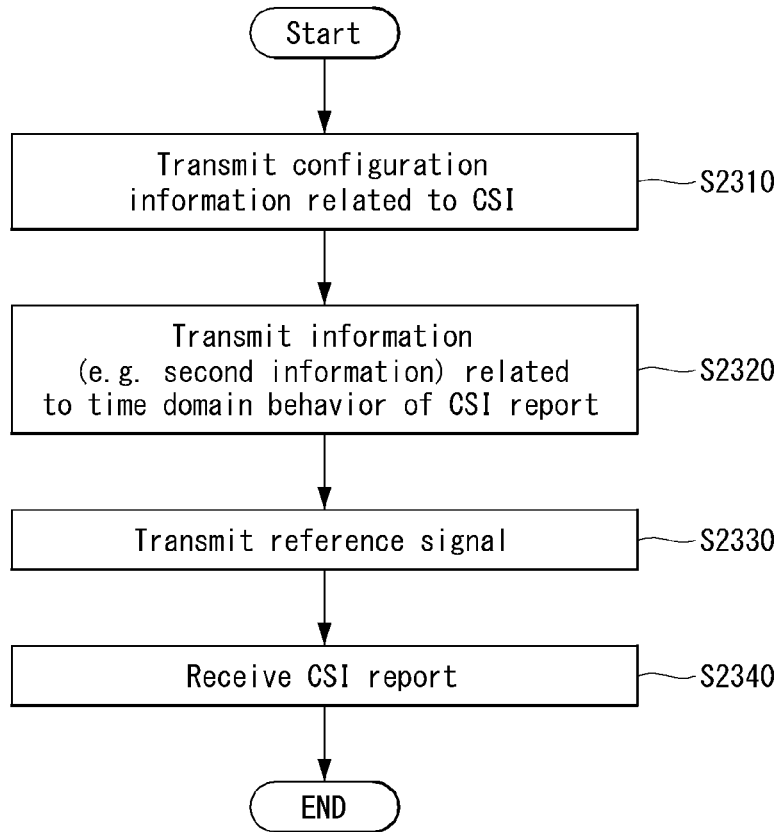 Start
Transmit configuration
information related to CSI
S2310
Transmit information
(e.g. second information) related
to time domain behavior of CSI report
S2320
Transmit reference signal
S2330
Receive CSI report
S2340
END